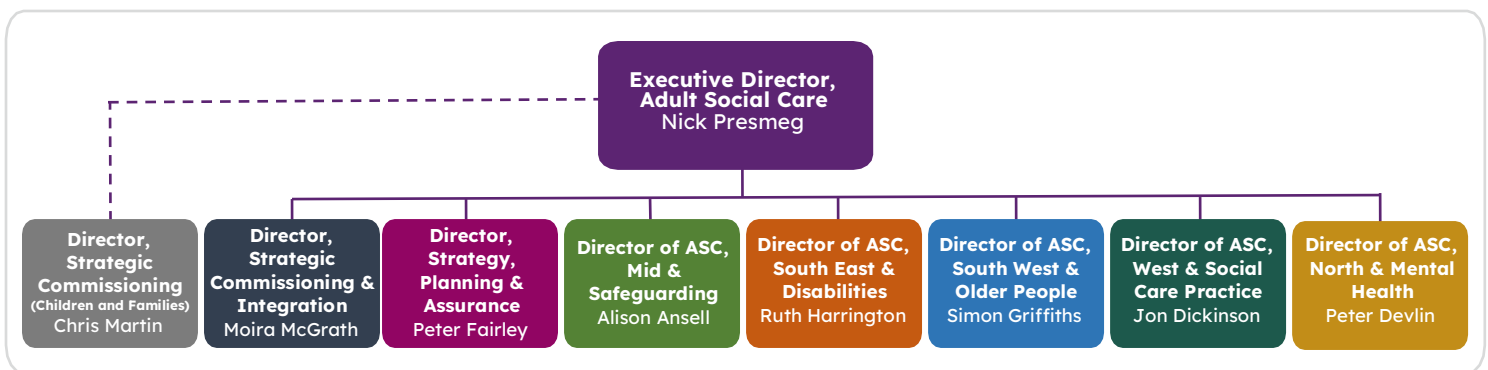 Executive Director,
Adult Social Care
Nick Presmeg
Director,
Strategic
Commissioning
(Children and Families)
Chris Martin
Director,
Strategic
Commissioning &
Integration
Moira McGrath
Director,
Strategy,
Planning &
Assurance
Peter Fairley
Director of ASC,
Mid &
Safeguarding
Alison Ansell
Director of ASC,
South East &
Disabilities
Ruth Harrington
Director of ASC,
South West &
Older People
Simon Griffiths
Director of ASC,
West & Social
Care Practice
Jon Dickinson
Director of ASC,
North & Mental
Health
Peter Devlin